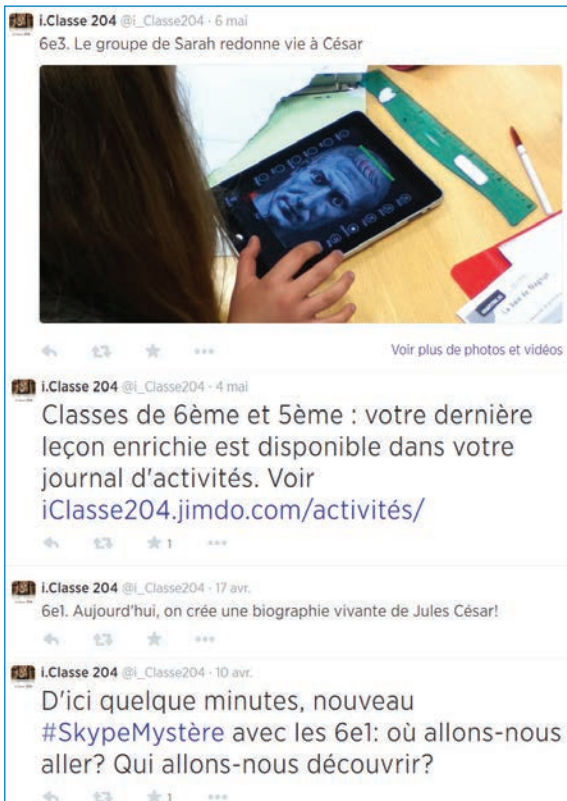 i.Classe 204 @i_Classe204 · 6 mai
6e3. Le groupe de Sarah redonne vie à César
Voir plus de photos et vidéos
i.Classe 204 @i_Classe204 · 4 mai
Classes de 6ème et 5ème : votre dernière
leçon enrichie est disponible dans votre
journal d'activités. Voir
iClasse204.jimdo.com/activités/
1
i.Classe 204 @i_Classe204 · 17 avr.
6e1. Aujourd'hui, on crée une biographie vivante de Jules César!
i.Classe 204 @i_Classe204 · 10 avr.
D'ici quelque minutes, nouveau
#SkypeMystère avec les 6e1: où allons-nous
aller? Qui allons-nous découvrir?
1